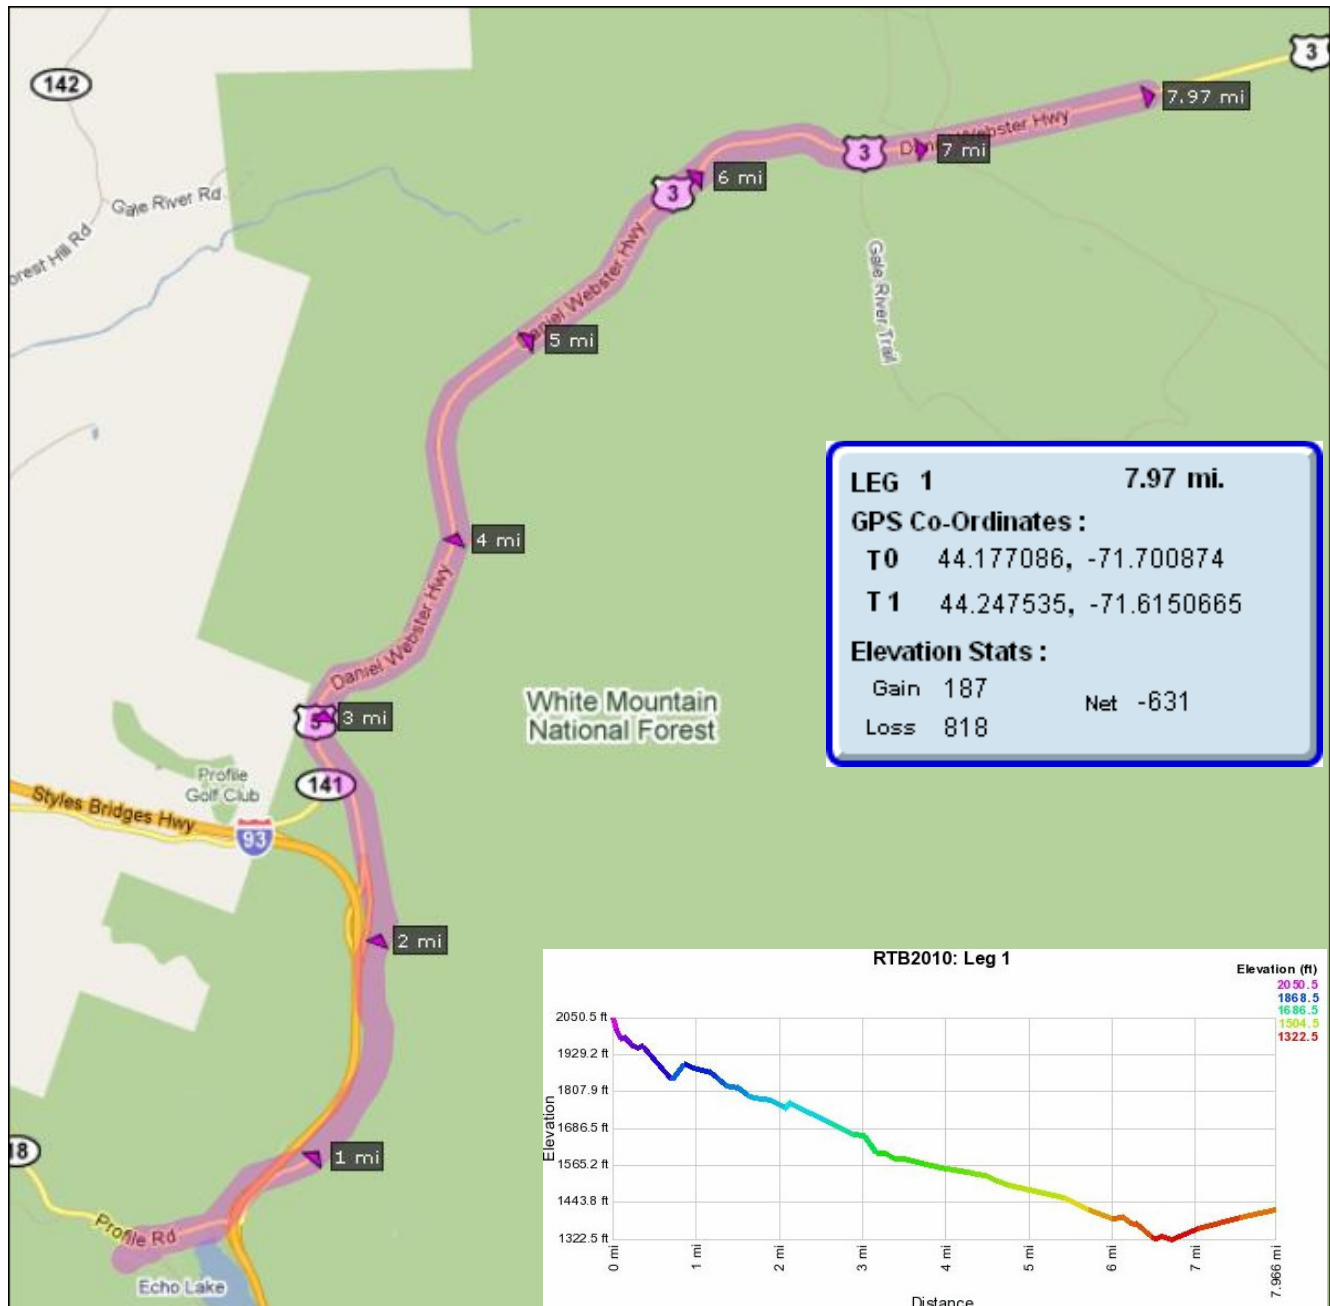 3
142
7.97 mi
Daniel Webster Hwy
3
7 mi
6 mi
3
Gale River Rd
orest Hill Rd
Daniel Webster Hwy
Gale River Trail
5 mi
LEG 1 7.97 mi.
GPS Co-Ordinates :
T0 44.177086, -71.700874
T1 44.247535, -71.6150665
Elevation Stats :
Gain 187
Net -631
Loss 818
4 mi
Daniel Webster Hwy
White Mountain
National Forest
3 mi
141
Profile
Golf Club
Styles Bridges Hwy
93
2 mi
18
1 mi
Profile Rd
Echo Lake
RTB2010: Leg 1
Elevation (ft)
2050.5
1868.5
1686.5
1504.5
1322.5
2050.5 ft
1929.2 ft
1807.9 ft
1686.5 ft
1565.2 ft
1443.8 ft
1322.5 ft
Elevation
0 mi
1 mi
2 mi
3 mi
4 mi
5 mi
6 mi
7 mi
7.966 mi
Distance